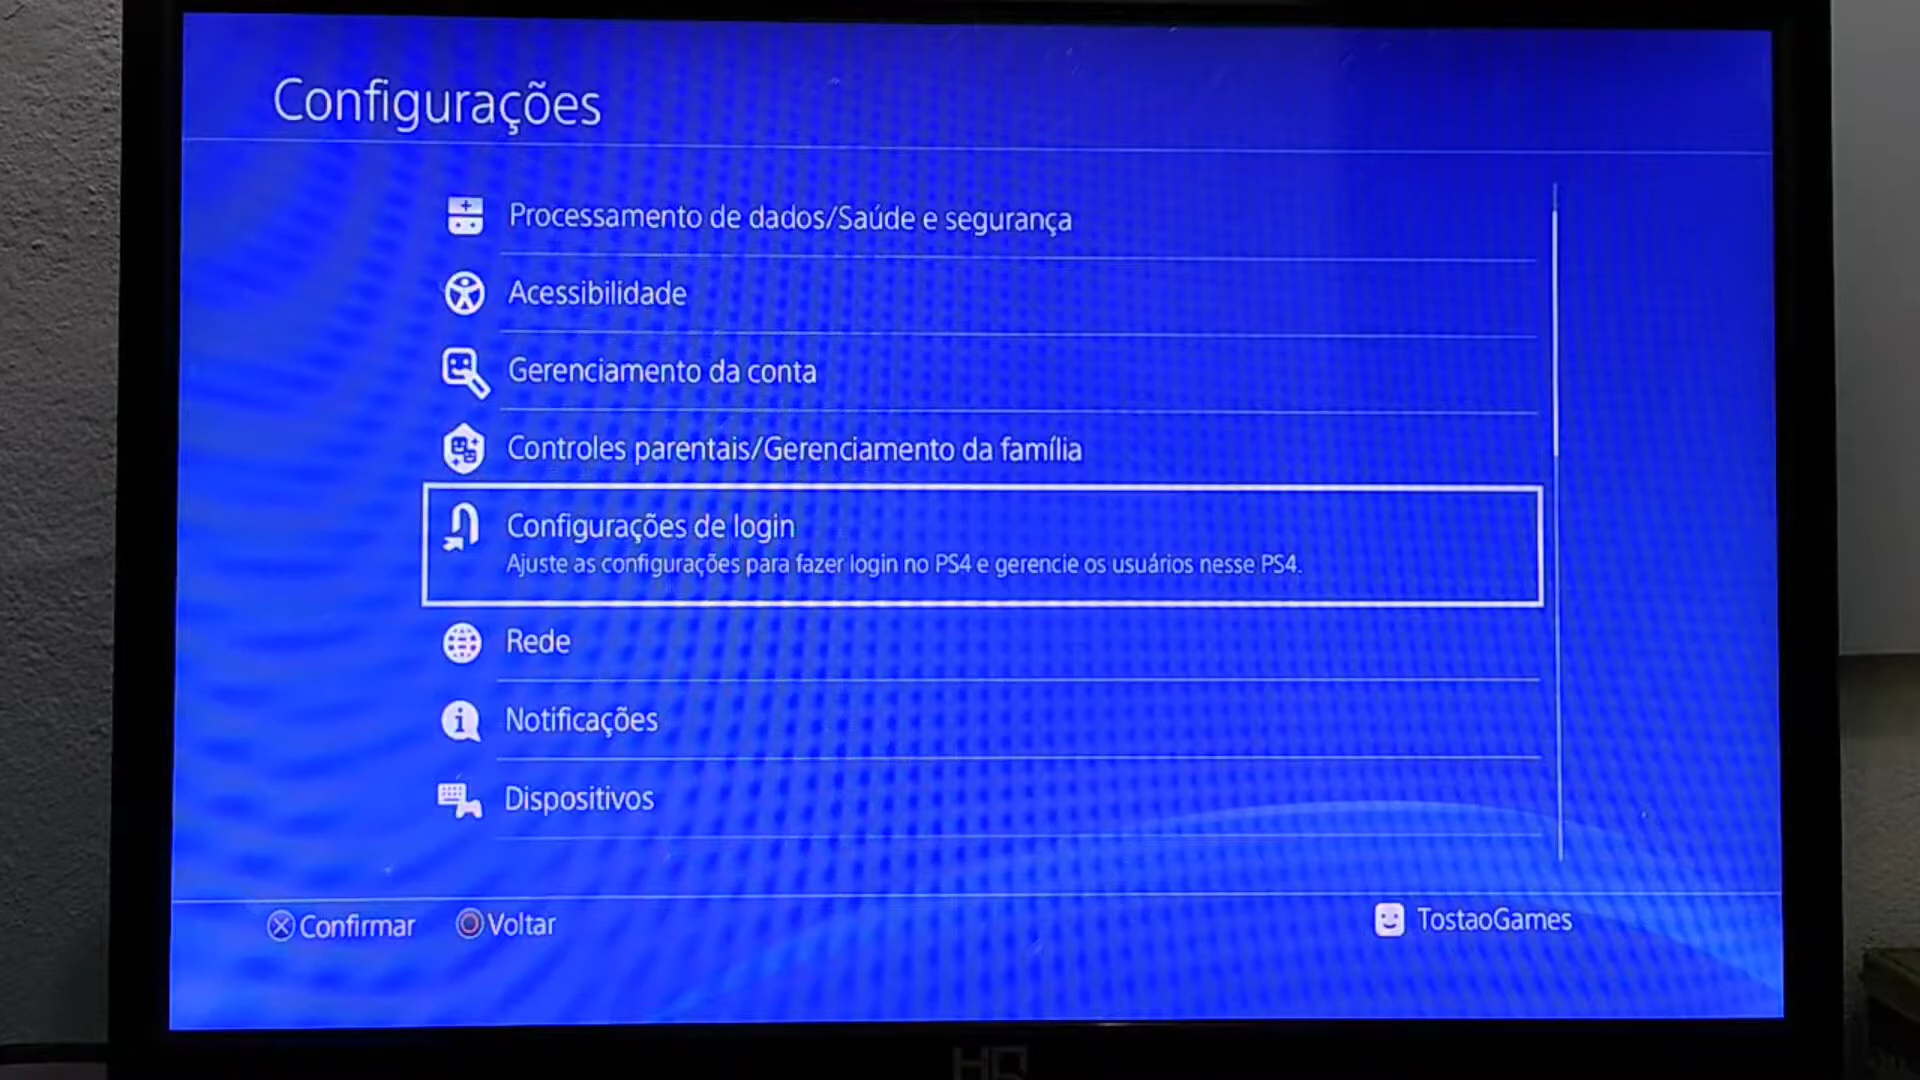 Configurações
Processamento de dados/Saúde e segurança
Acessibilidade
Gerenciamento da conta
Controles parentais/Gerenciamento da família
Configurações de login
Ajuste as configurações para fazer login no PS4 e gerencie os usuários nesse PS4.
Rede
Notificações
Dispositivos
Confirmar
Voltar
TostaoGames